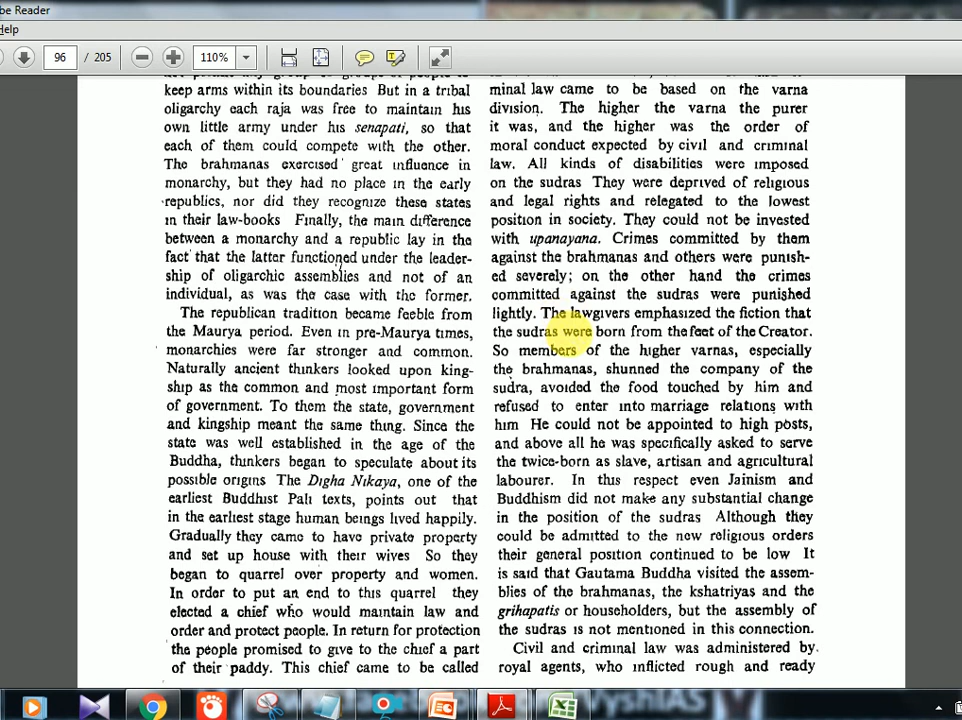 be Reader
Help
96 / 205
110%
keep arms within its boundaries But in a tribal
oligarchy each raja was free to maintain his
own little army under his senapati, so that
each of them could compete with the other.
The brahmanas exercised great influence in
monarchy, but they had no place in the early
republics, nor did they recognize these states
in their law-books Finally, the main difference
between a monarchy and a republic lay in the
fact that the latter functioned under the leader-
ship of oligarchic assemblies and not of an
individual, as was the case with the former.
The republican tradition became feeble from
the Maurya period. Even in pre-Maurya times,
monarchies were far stronger and common.
Naturally ancient thinkers looked upon king-
ship as the common and most important form
of government. To them the state, government
and kingship meant the same thing. Since the
state was well established in the age of the
Buddha, thinkers began to speculate about its
possible origins The Digha Nikaya, one of the
earliest Buddhist Pali texts, points out that
in the earliest stage human beings lived happily.
Gradually they came to have private property
and set up house with their wives So they
began to quarrel over property and women.
In order to put an end to this quarrel they
elected a chief who would maintain law and
order and protect people. In return for protection
the people promised to give to the chief a part
of their paddy. This chief came to be called
minal law came to be based on the varna
division. The higher the varna the purer
it was, and the higher was the order of
moral conduct expected by civil and criminal
law. All kinds of disabilities were imposed
on the sudras They were deprived of religious
and legal rights and relegated to the lowest
position in society. They could not be invested
with upanayana. Crimes committed by them
against the brahmanas and others were punish-
ed severely; on the other hand the crimes
committed against the sudras were punished
lightly. The lawgivers emphasized the fiction that
the sudras were born from the feet of the Creator.
So members of the higher varnas, especially
the brahmanas, shunned the company of the
sudra, avoided the food touched by him and
refused to enter into marriage relations with
him He could not be appointed to high posts,
and above all he was specifically asked to serve
the twice-born as slave, artisan and agricultural
labourer. In this respect even Jainism and
Buddhism did not make any substantial change
in the position of the sudras Although they
could be admitted to the new religious orders
their general position continued to be low It
is said that Gautama Buddha visited the assem-
blies of the brahmanas, the kshatriyas and the
grihapatis or householders, but the assembly of
the sudras is not mentioned in this connection.
Civil and criminal law was administered by
royal agents, who inflicted rough and ready